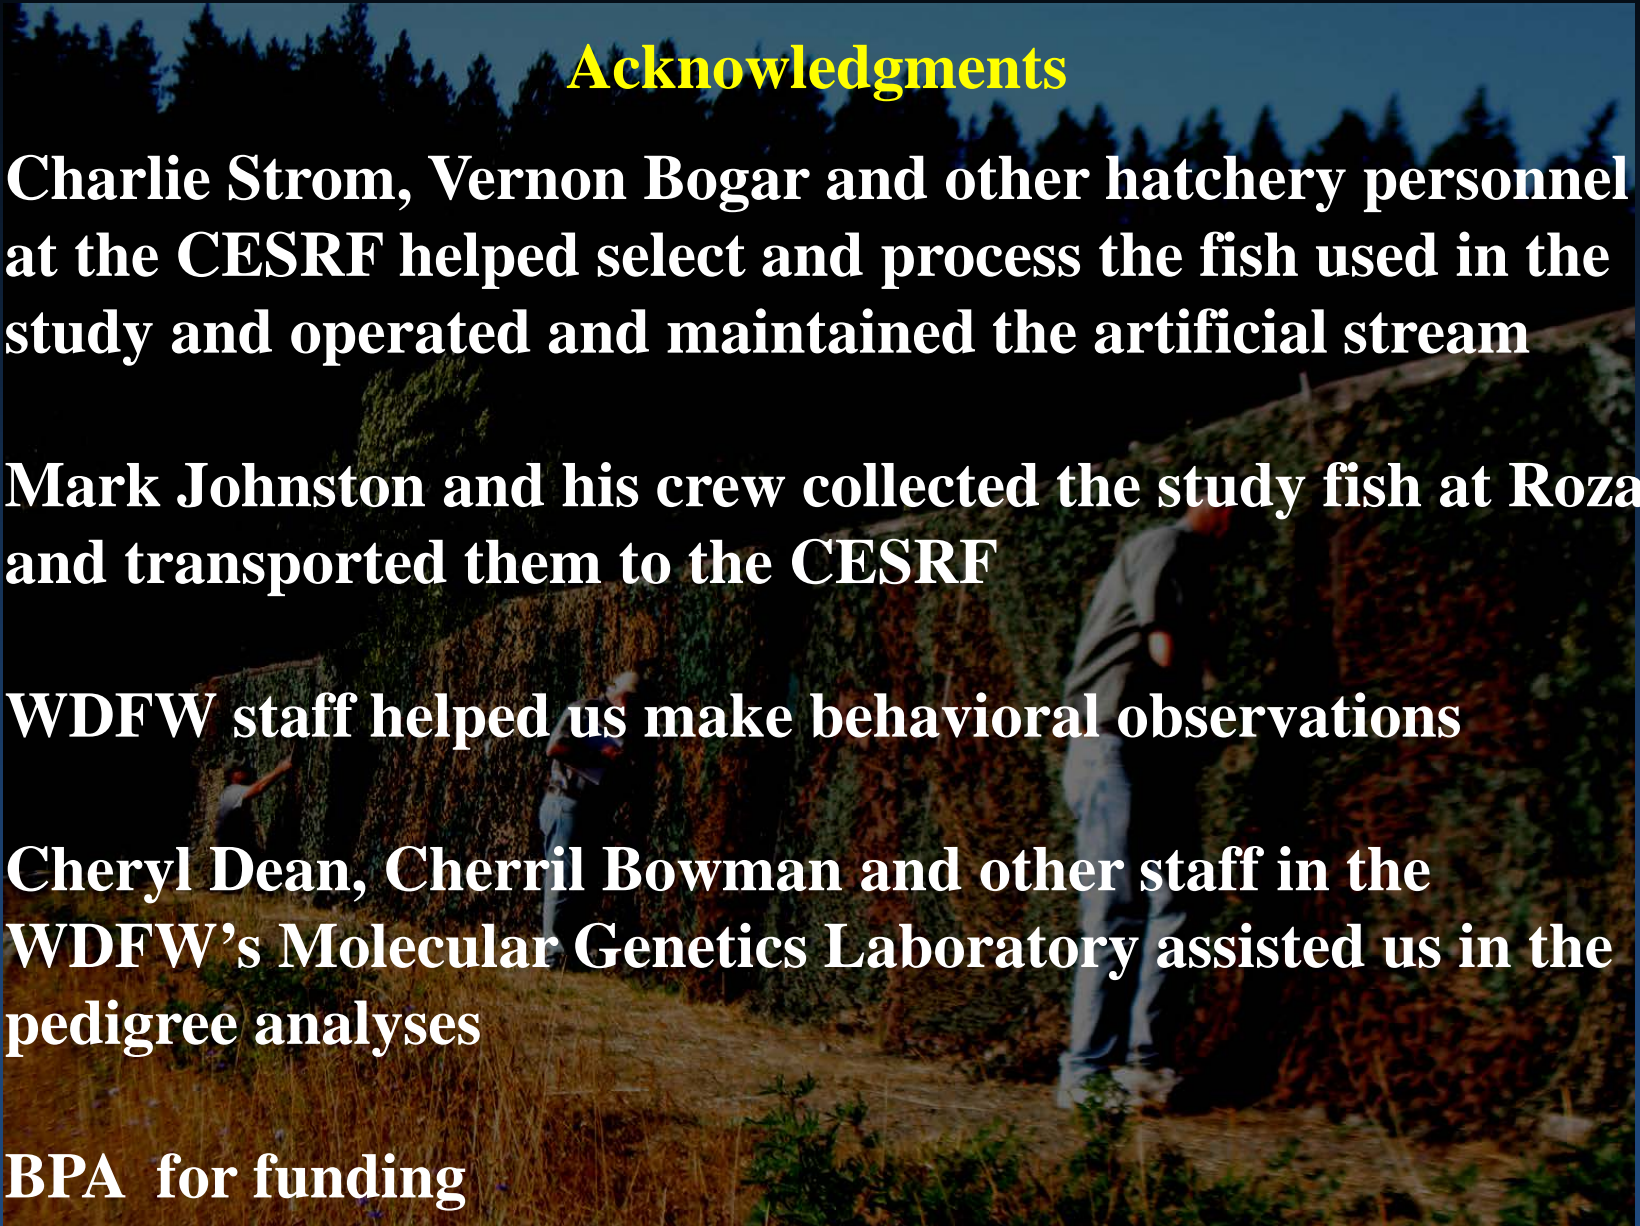 Acknowledgments
Charlie Strom, Vernon Bogar and other hatchery personnel
at the CESRF helped select and process the fish used in the
study and operated and maintained the artificial stream
Mark Johnston and his crew collected the study fish at Roza
and transported them to the CESRF
WDFW staff helped us make behavioral observations
Cheryl Dean, Cherril Bowman and other staff in the
WDFW’s Molecular Genetics Laboratory assisted us in the
pedigree analyses
BPA  for funding